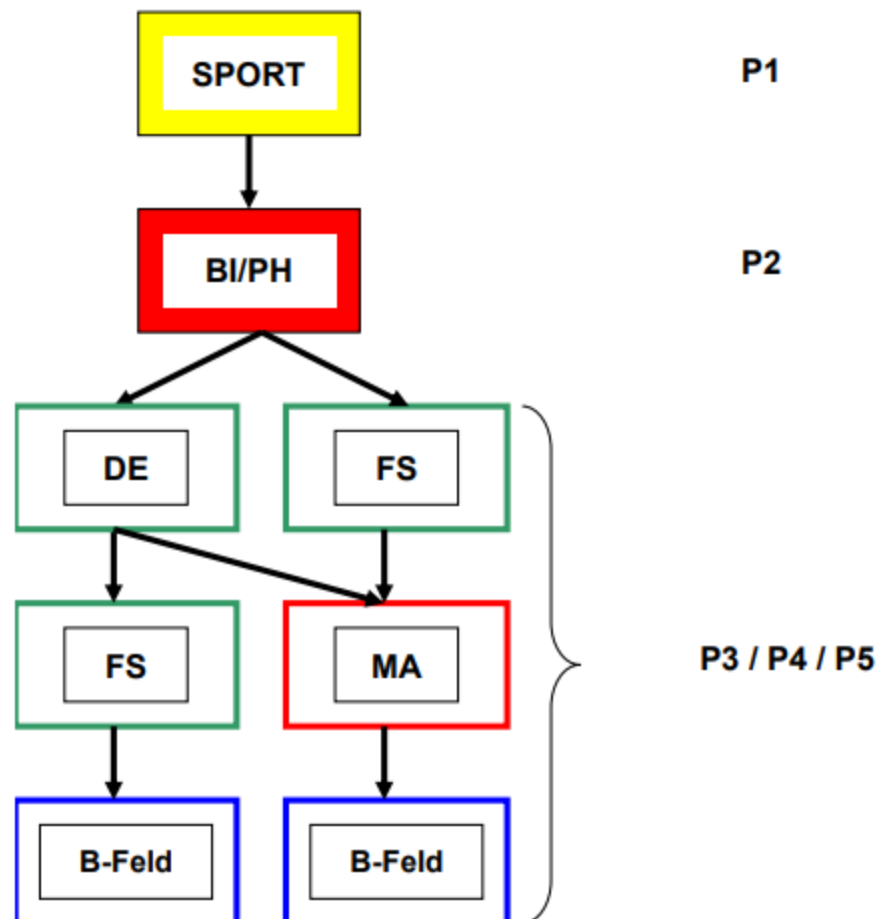 SPORT
P1
BI/PH
P2
DE
FS
FS
MA
P3 / P4 / P5
B-Feld
B-Feld